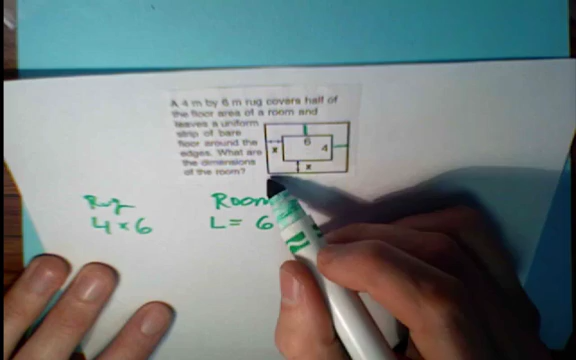 A 4 m by 6 m rug covers half of
the floor area of a room and
leaves a uniform
strip of bare
floor around the
edges. What are
the dimensions
of the room?
6
4
x
x
Rug
Room
4 x 6
L = 6